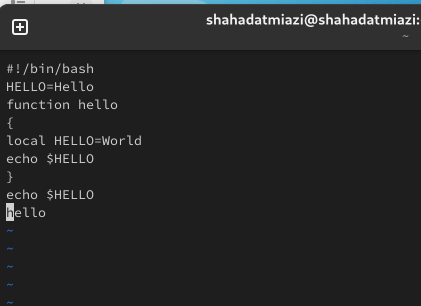 shahadatmiazi@shahadatmiazi:
~
#!/bin/bash
HELLO=Hello
function hello
{
local HELLO=World
echo $HELLO
}
echo $HELLO
hello
~
~
~
~
~